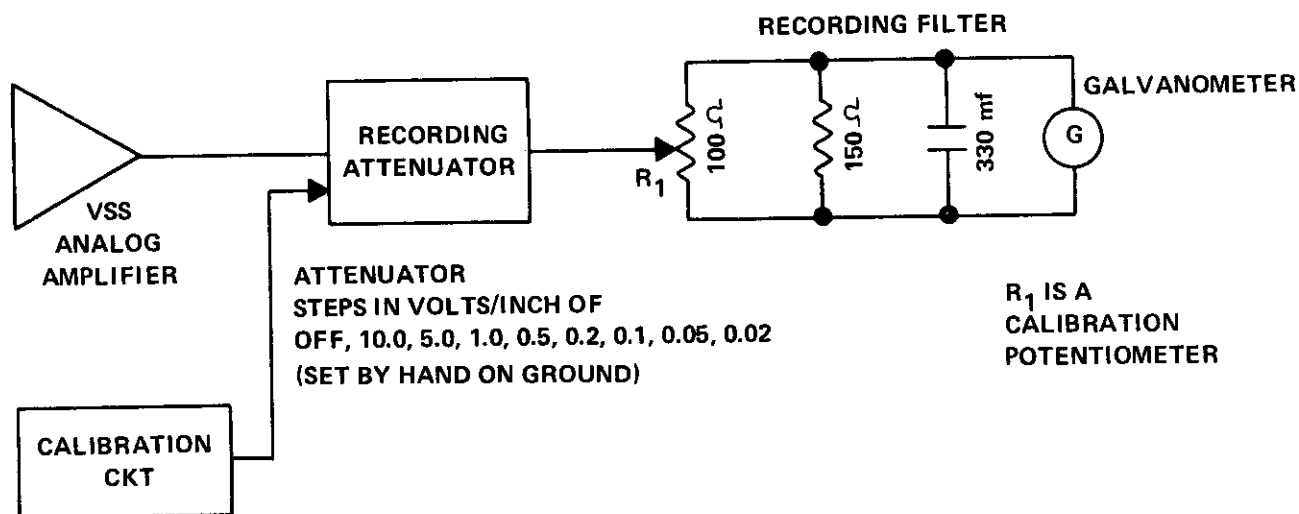 RECORDING FILTER
VSS
ANALOG
AMPLIFIER
RECORDING
ATTENUATOR
R1
100 Ω
150 Ω
330 mf
G
GALVANOMETER
ATTENUATOR
STEPS IN VOLTS/INCH OF
OFF, 10.0, 5.0, 1.0, 0.5, 0.2, 0.1, 0.05, 0.02
(SET BY HAND ON GROUND)
R1 IS A
CALIBRATION
POTENTIOMETER
CALIBRATION
CKT